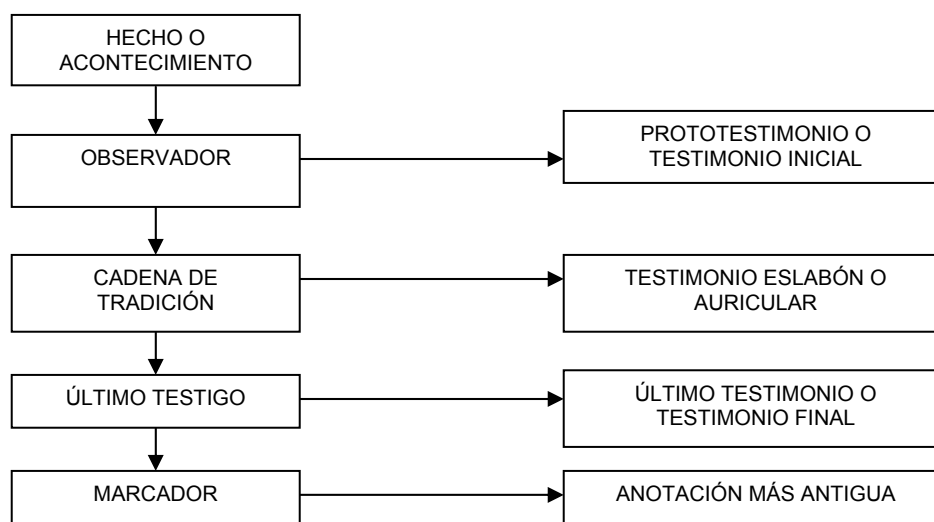 HECHO O
ACONTECIMIENTO
OBSERVADOR
PROTOTESTIMONIO O
TESTIMONIO INICIAL
CADENA DE
TRADICIÓN
TESTIMONIO ESLABÓN O
AURICULAR
ÚLTIMO TESTIGO
ÚLTIMO TESTIMONIO O
TESTIMONIO FINAL
MARCADOR
ANOTACIÓN MÁS ANTIGUA